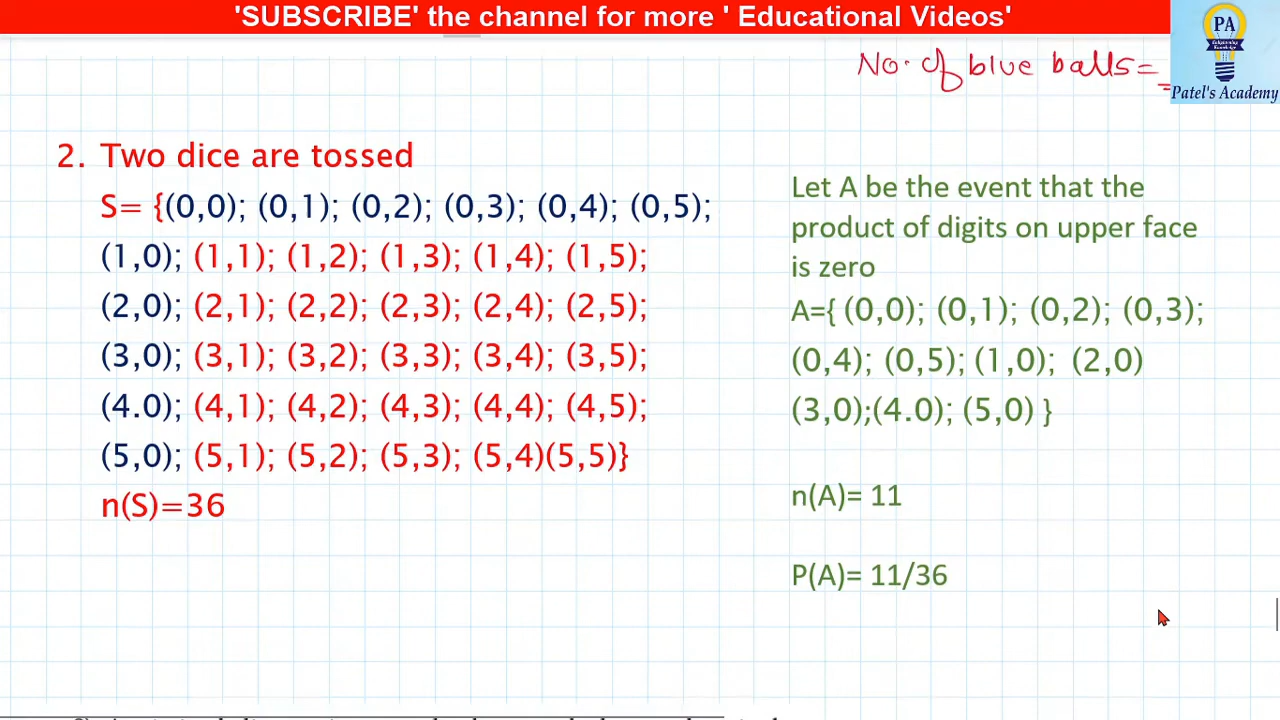 'SUBSCRIBE' the channel for more ' Educational Videos'
No. of blue balls=
PA
Patel's Academy
2. Two dice are tossed
S= {(0,0); (0,1); (0,2); (0,3); (0,4); (0,5);
(1,0); (1,1); (1,2); (1,3); (1,4); (1,5);
(2,0); (2,1); (2,2); (2,3); (2,4); (2,5);
(3,0); (3,1); (3,2); (3,3); (3,4); (3,5);
(4.0); (4,1); (4,2); (4,3); (4,4); (4,5);
(5,0); (5,1); (5,2); (5,3); (5,4)(5,5)}
n(S)=36
Let A be the event that the
product of digits on upper face
is zero
A={ (0,0); (0,1); (0,2); (0,3);
(0,4); (0,5); (1,0); (2,0)
(3,0);(4.0); (5,0) }
n(A)= 11
P(A)= 11/36